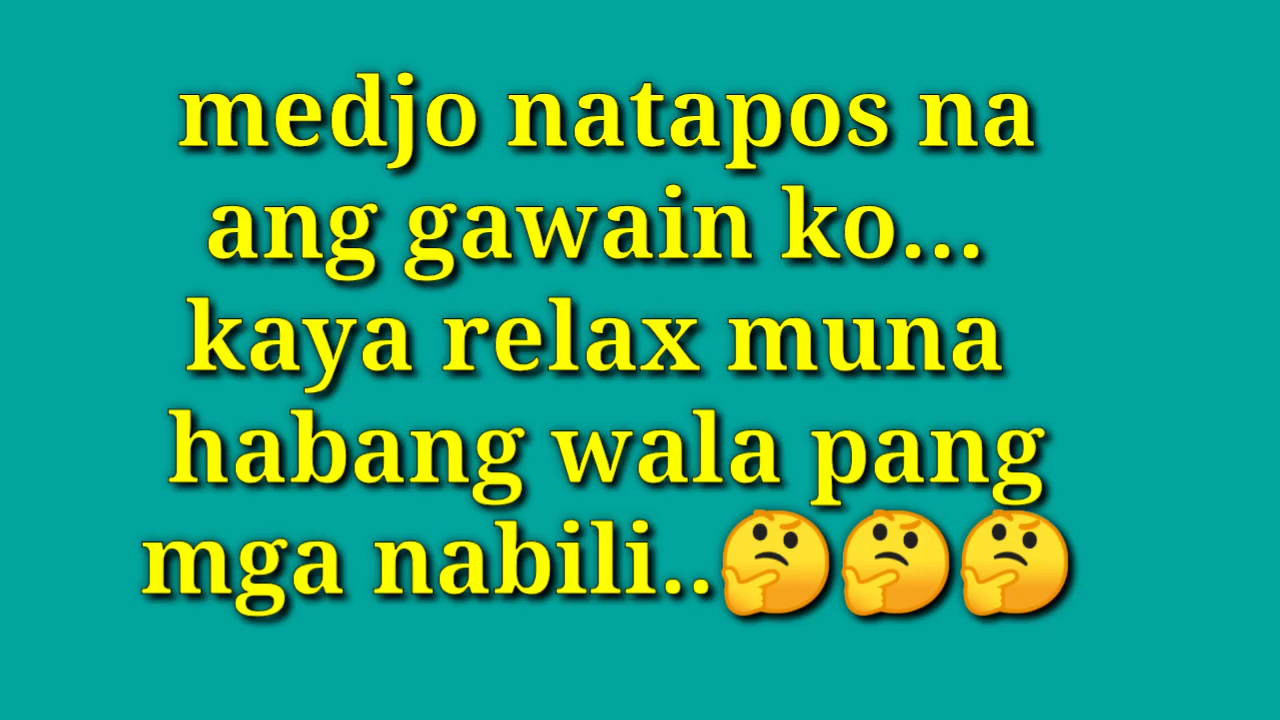 medjo natapos na
ang gawain ko...
kaya relax muna
habang wala pang
mga nabili..🤔🤔🤔